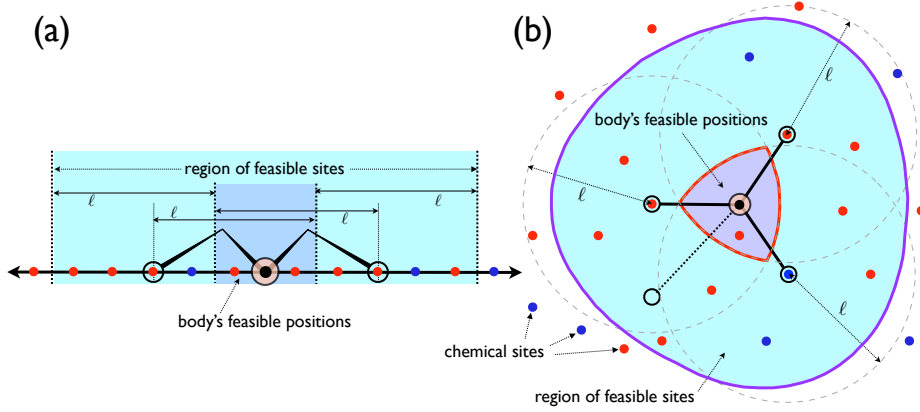 (a)
region of feasible sites
ℓ
ℓ
ℓ
ℓ
body's feasible positions
(b)
ℓ
body's feasible positions
ℓ
ℓ
chemical sites
region of feasible sites